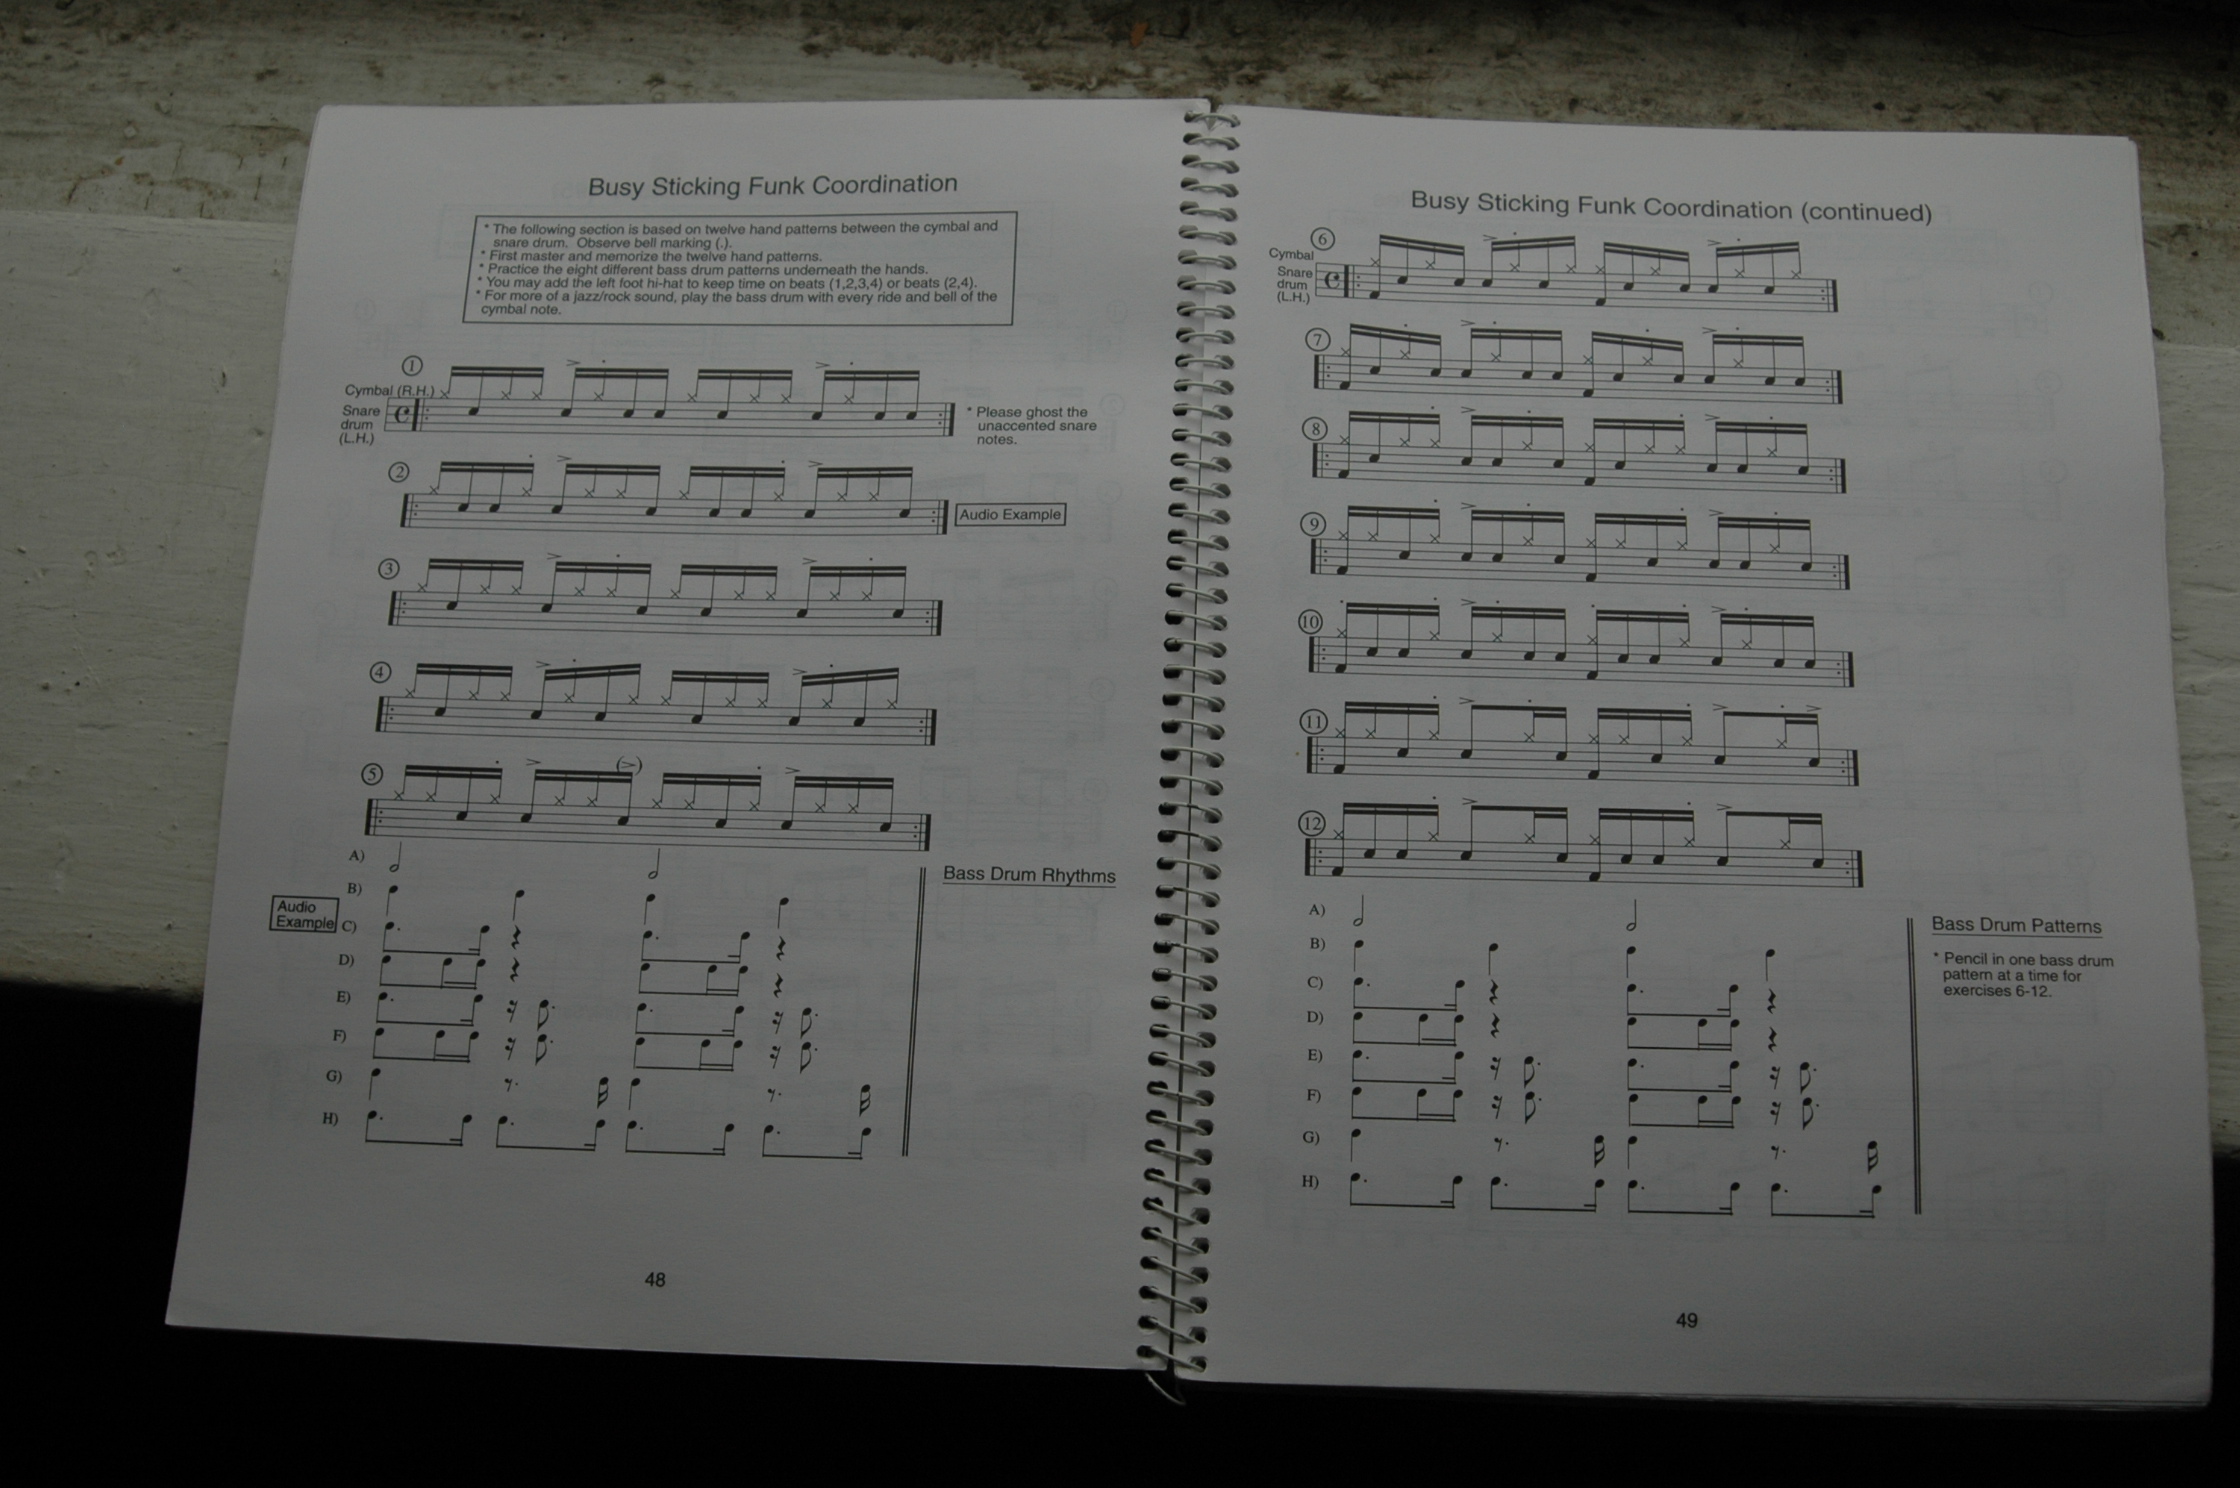 Busy Sticking Funk Coordination
* The following section is based on twelve hand patterns between the cymbal and
snare drum. Observe bell marking (.).
* First master and memorize the twelve hand patterns.
* Practice the eight different bass drum patterns underneath the hands.
* You may add the left foot hi-hat to keep time on beats (1,2,3,4) or beats (2,4).
* For more of a jazz/rock sound, play the bass drum with every ride and bell of the
cymbal note.
1
Cymbal (R.H.)
Snare
drum
(L.H.)
* Please ghost the
unaccented snare
notes.
2
Audio Example
3
4
5
A)
Bass Drum Rhythms
B)
Audio
Example
C)
D)
E)
F)
G)
H)
48
Busy Sticking Funk Coordination (continued)
6
Cymbal
Snare
drum
(L.H.)
7
8
9
10
11
12
A)
Bass Drum Patterns
B)
* Pencil in one bass drum
pattern at a time for
exercises 6-12.
C)
D)
E)
F)
G)
H)
49